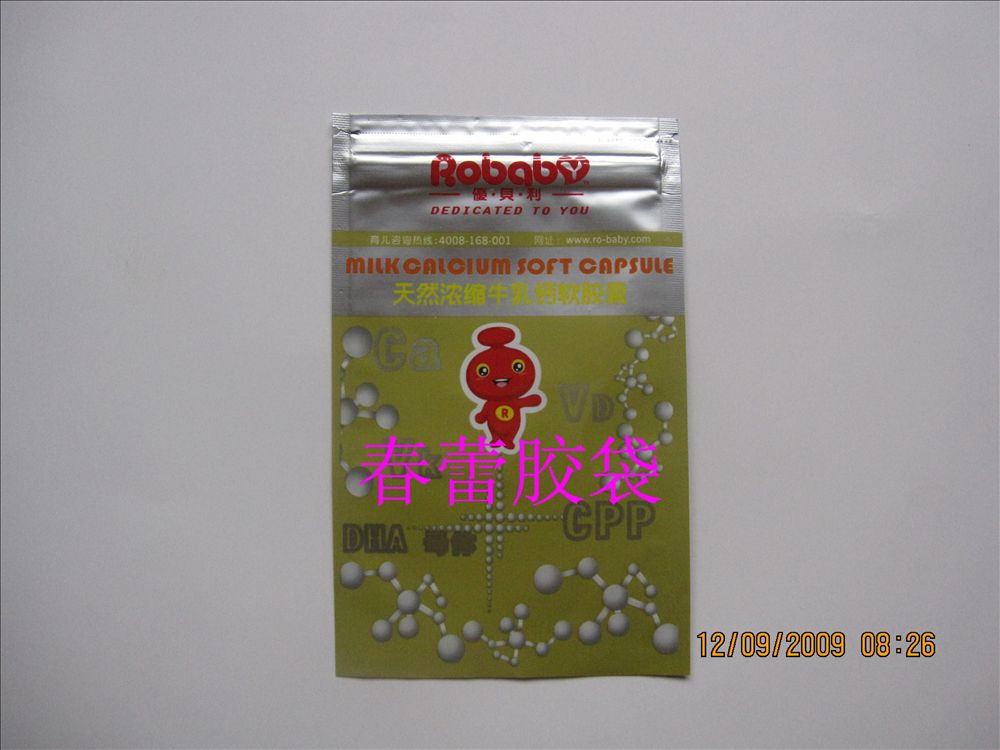 Robaby
優·貝·利
DEDICATED TO YOU
育儿咨询热线:4008-168-001 网址: www.ro-baby.com
MILK CALCIUM SOFT CAPSULE
天然浓缩牛乳钙软胶囊
Ca
R
VD
春蕾胶袋
CPP
DHA
12/09/2009 08:26